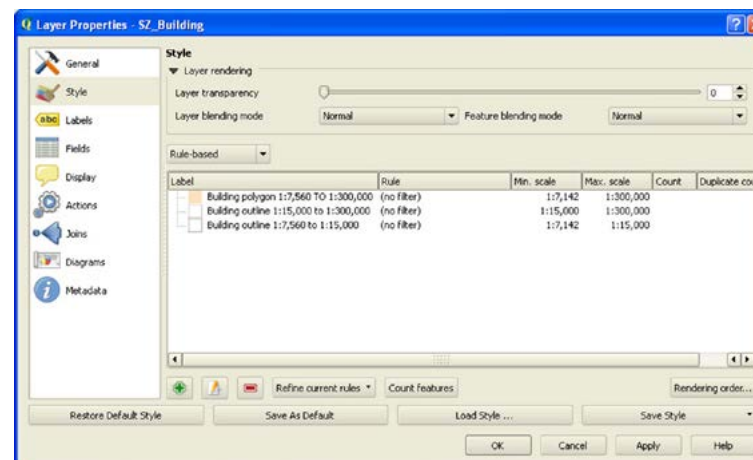 Layer Properties - SZ_Building
General
Style
Labels
Fields
Display
Actions
Joins
Diagrams
Metadata
Style
Layer rendering
Layer transparency 0
Layer blending mode Normal Feature blending mode Normal
Rule-based
Label Rule Min. scale Max. scale Count Duplicate cou
Building polygon 1:7,560 TO 1:300,000 (no filter) 1:7,142 1:300,000
Building outline 1:15,000 to 1:300,000 (no filter) 1:15,000 1:300,000
Building outline 1:7,560 to 1:15,000 (no filter) 1:7,142 1:15,000
Refine current rules Count features Rendering order...
Restore Default Style Save As Default Load Style ... Save Style
OK Cancel Apply Help